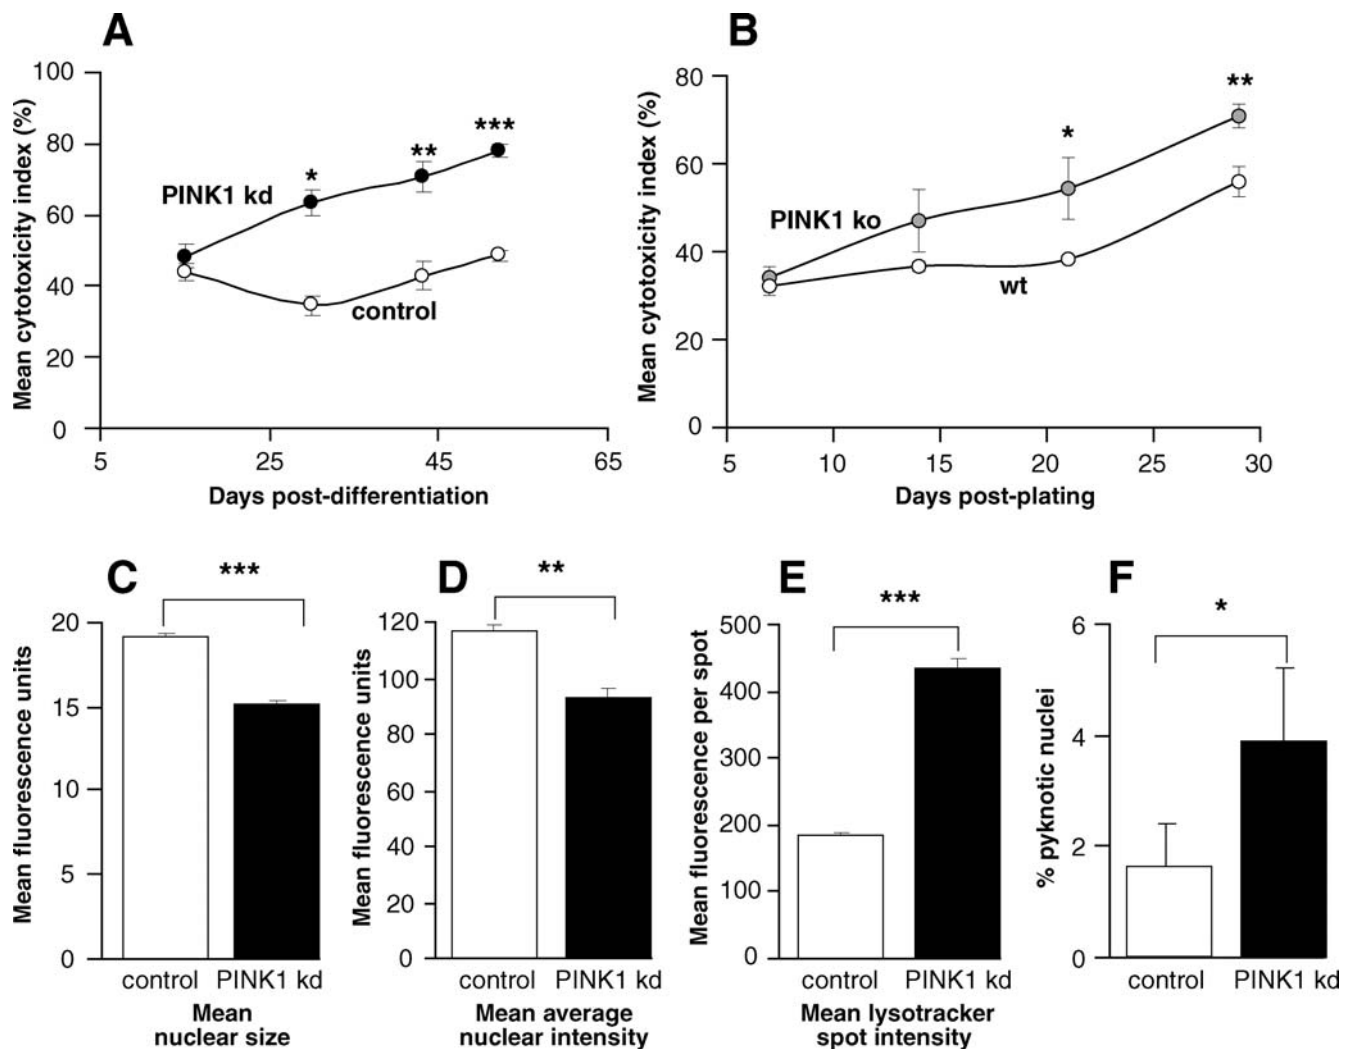 A
Mean cytotoxicity index (%)
100
80
60
40
20
0
PINK1 kd
*
**
***
control
5
25
45
65
Days post-differentiation
B
Mean cytotoxicity index (%)
80
60
40
20
0
PINK1 ko
*
**
wt
5
10
15
20
25
30
Days post-plating
C
***
Mean fluorescence units
20
15
10
5
0
control
PINK1 kd
Mean
nuclear size
D
**
Mean fluorescence units
120
100
80
60
40
20
0
control
PINK1 kd
Mean average
nuclear intensity
E
***
Mean fluorescence per spot
500
400
300
200
100
0
control
PINK1 kd
Mean lysotracker
spot intensity
F
*
% pyknotic nuclei
6
4
2
0
control
PINK1 kd